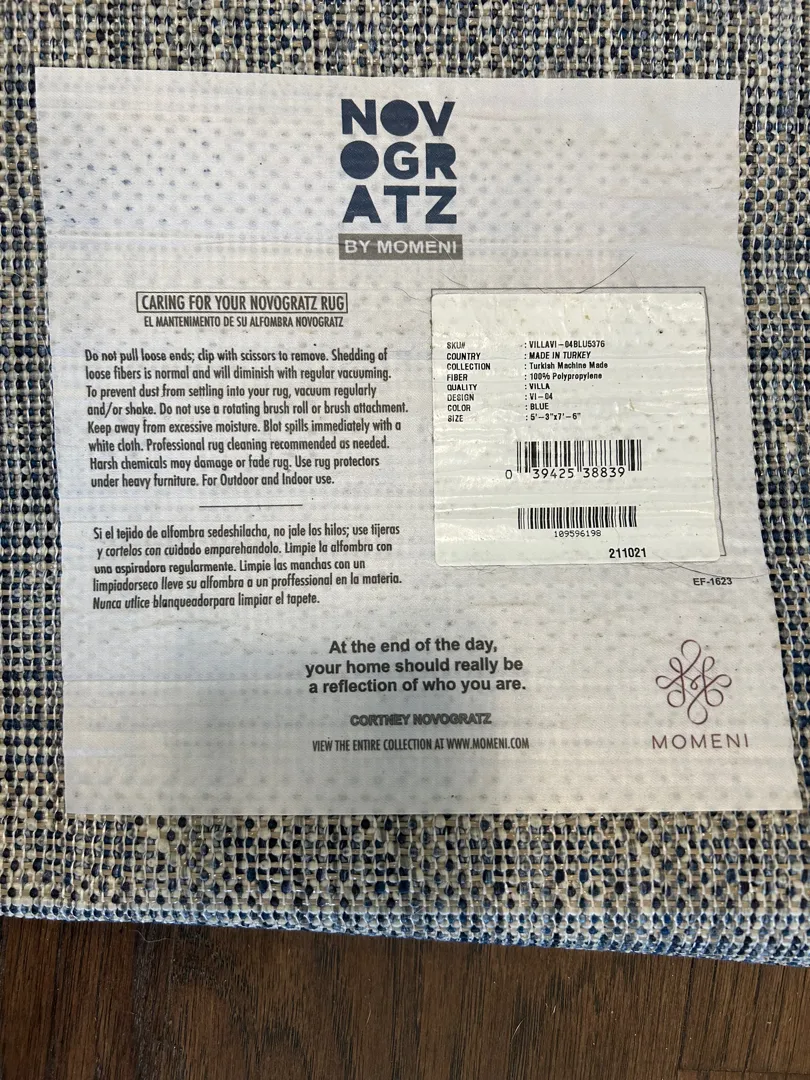 NOV
OGR
ATZ
BY MOMENI
CARING FOR YOUR NOVOGRATZ RUG
EL MANTENIMENTO DE SU ALFOMBRA NOVOGRATZ
Do not pull loose ends; clip with scissors to remove. Shedding of
loose fibers is normal and will diminish with regular vacuuming.
To prevent dust from settling into your rug, vacuum regularly
and/or shake. Do not use a rotating brush roll or brush attachment.
Keep away from excessive moisture. Blot spills immediately with a
white cloth. Professional rug cleaning recommended as needed.
Harsh chemicals may damage or fade rug. Use rug protectors
under heavy furniture. For Outdoor and Indoor use.
Si el tejido de alfombra sedeshilacha, no jale los hilos; use tijeras
y cortelos con cuidado emparehandolo. Limpie la alfombra con
una aspiradora regularmente. Limpie las manchas con un
limpiadorseco lleve su alfombra a un proffessional en la materia.
Nunca utlice blanqueadorpara limpiar el tapete.
SKU# : VILLAVI-04BLU5376
COUNTRY : MADE IN TURKEY
COLLECTION : Turkish Machine Made
FIBER : 100% Polypropylene
QUALITY : VILLA
DESIGN : VI-04
COLOR : BLUE
SIZE : 5'-3"x7'-6"
0 39425 38839
109596198
211021
EF-1623
At the end of the day,
your home should really be
a reflection of who you are.
CORTNEY NOVOGRATZ
VIEW THE ENTIRE COLLECTION AT WWW.MOMENI.COM
MOMENI